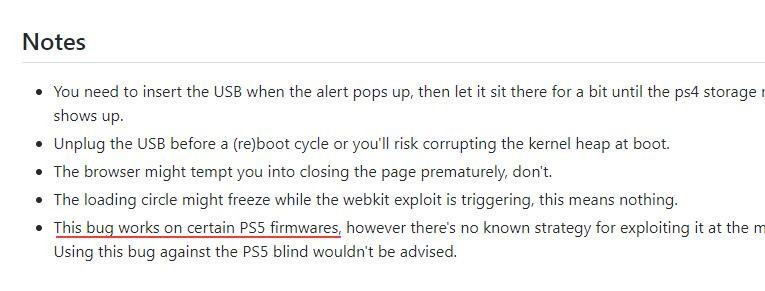 Notes
You need to insert the USB when the alert pops up, then let it sit there for a bit until the ps4 storage
shows up.
Unplug the USB before a (re)boot cycle or you'll risk corrupting the kernel heap at boot.
The browser might tempt you into closing the page prematurely, don't.
The loading circle might freeze while the webkit exploit is triggering, this means nothing.
This bug works on certain PS5 firmwares, however there's no known strategy for exploiting it at the
Using this bug against the PS5 blind wouldn't be advised.